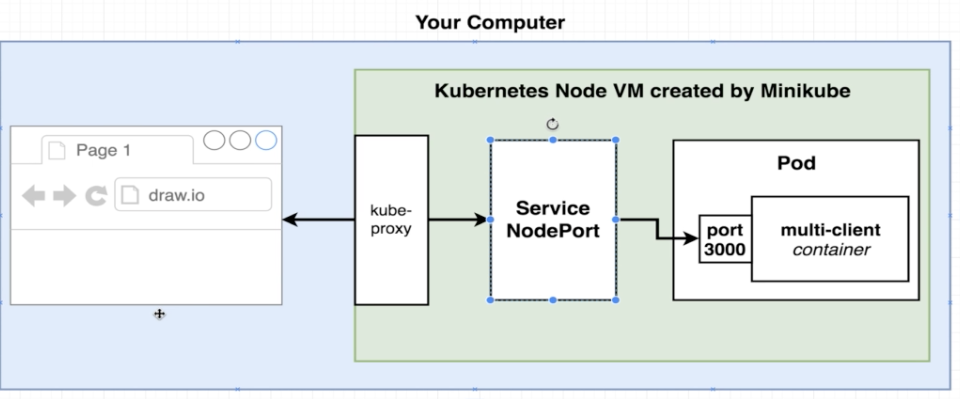 Your Computer
Kubernetes Node VM created by Minikube
Page 1
draw.io
kube-
proxy
Service
NodePort
Pod
port
3000
multi-client
container